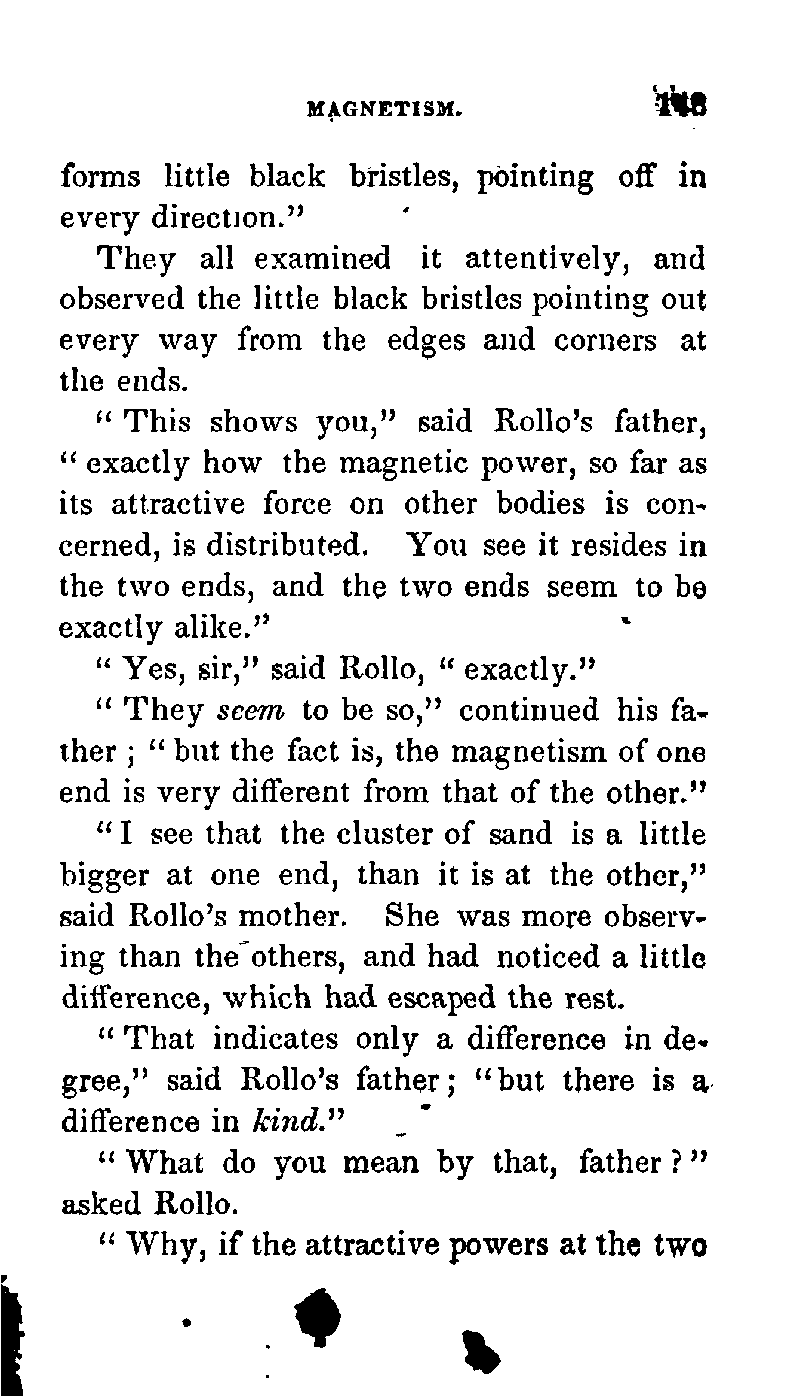 MAGNETISM.
forms little black bristles, pointing off in
every direction."
They all examined it attentively, and
observed the little black bristles pointing out
every way from the edges and corners at
the ends.
" This shows you," said Rollo's father,
" exactly how the magnetic power, so far as
its attractive force on other bodies is con-
cerned, is distributed. You see it resides in
the two ends, and the two ends seem to be
exactly alike."
" Yes, sir," said Rollo, " exactly."
" They seem to be so," continued his fa-
ther ; " but the fact is, the magnetism of one
end is very different from that of the other."
" I see that the cluster of sand is a little
bigger at one end, than it is at the other,"
said Rollo's mother. She was more observ-
ing than the others, and had noticed a little
difference, which had escaped the rest.
" That indicates only a difference in de-
gree," said Rollo's father ; "but there is a
difference in kind."
" What do you mean by that, father ? "
asked Rollo.
" Why, if the attractive powers at the two